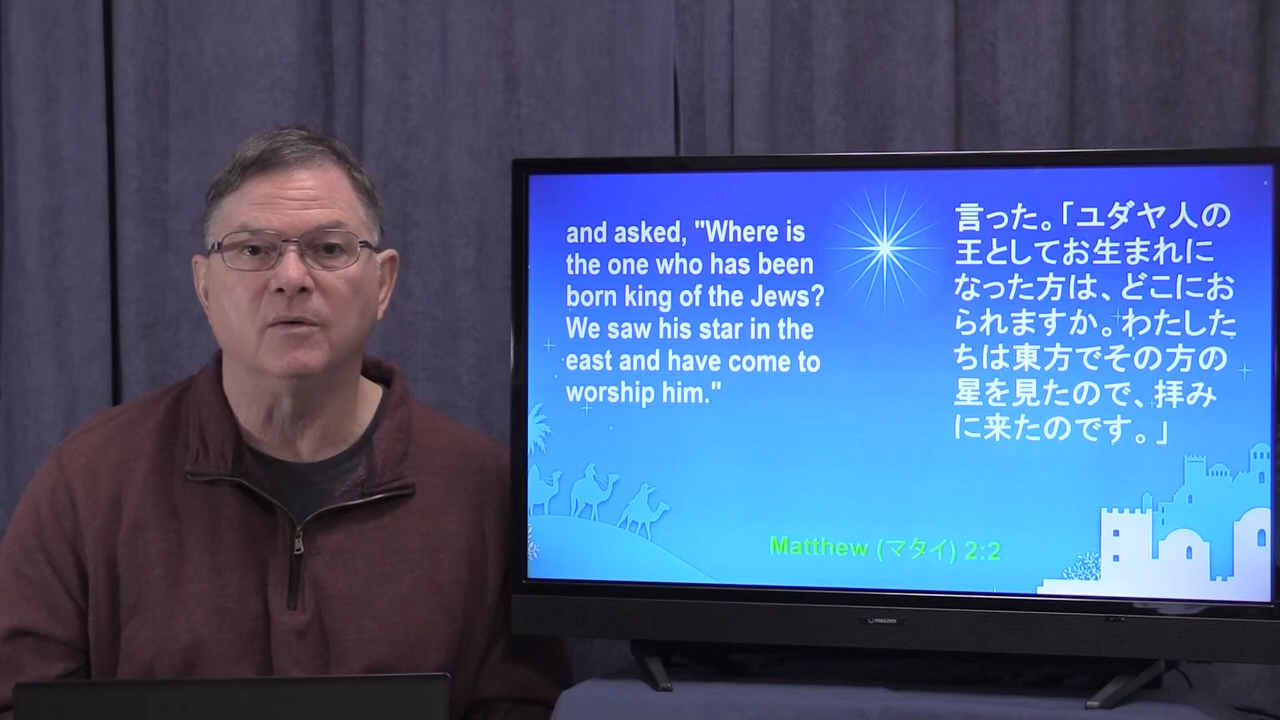 and asked, "Where is
the one who has been
born king of the Jews?
We saw his star in the
east and have come to
worship him."
言った。「ユダヤ人の
王としてお生まれに
なった方は、どこにお
られますか。わたした
ちは東方でその方の
星を見たので、拝み
に来たのです。」
Matthew (マタイ) 2:2
maxzen